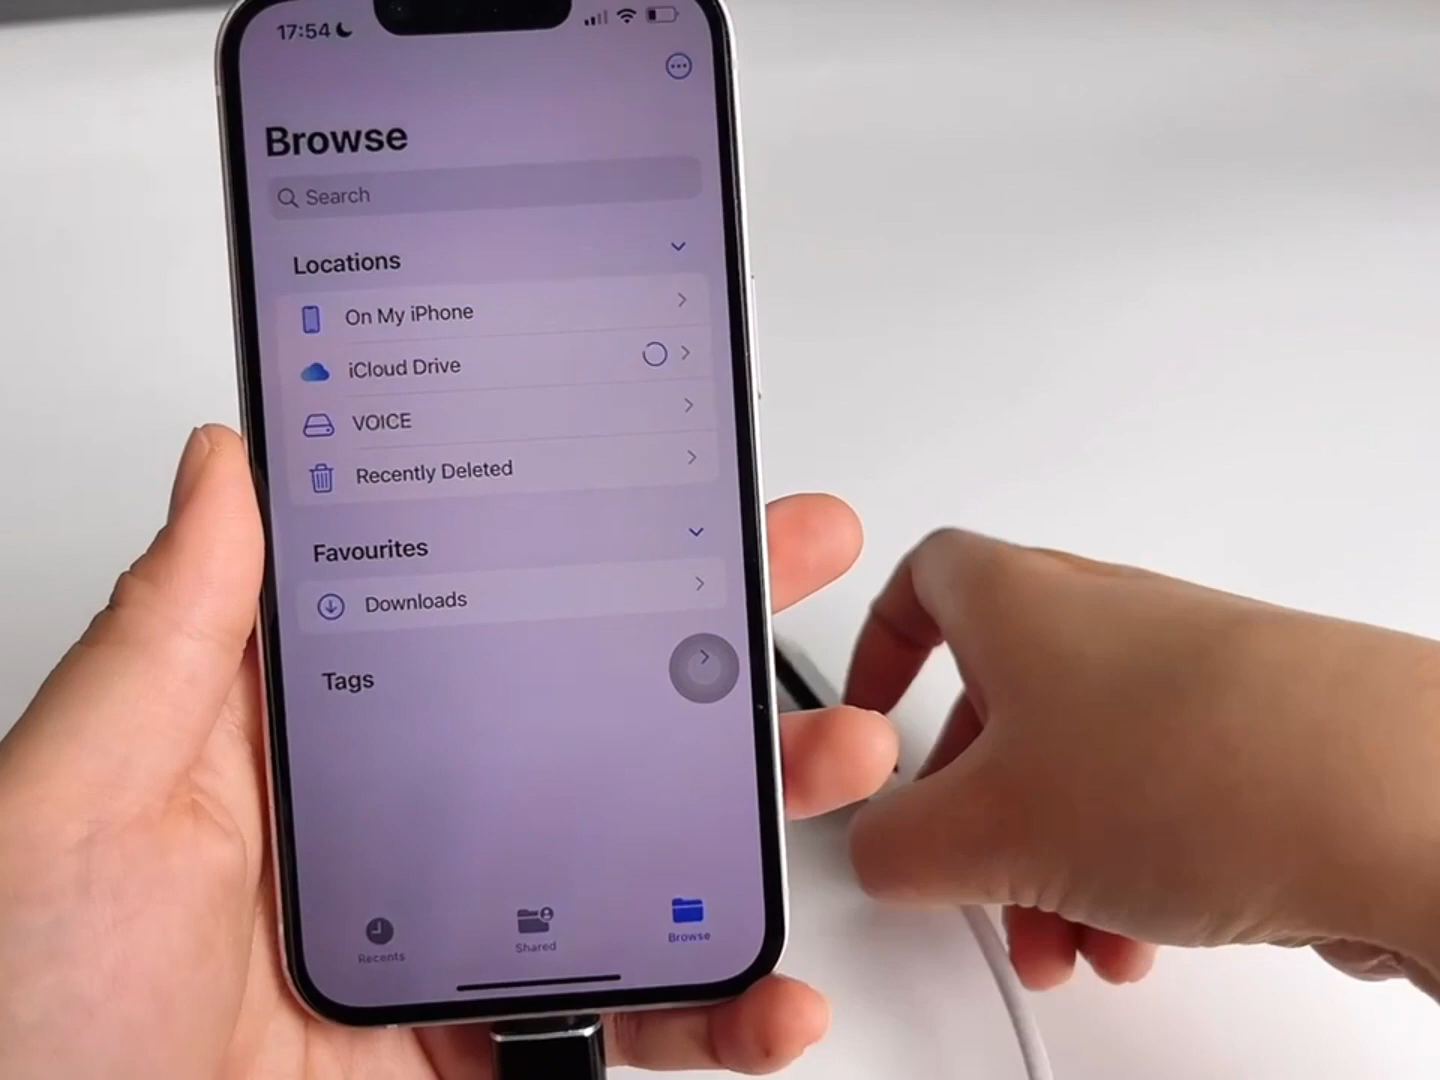 17:54
Browse
Search
Locations
On My iPhone
iCloud Drive
VOICE
Recently Deleted
Favourites
Downloads
Tags
Recents
Shared
Browse